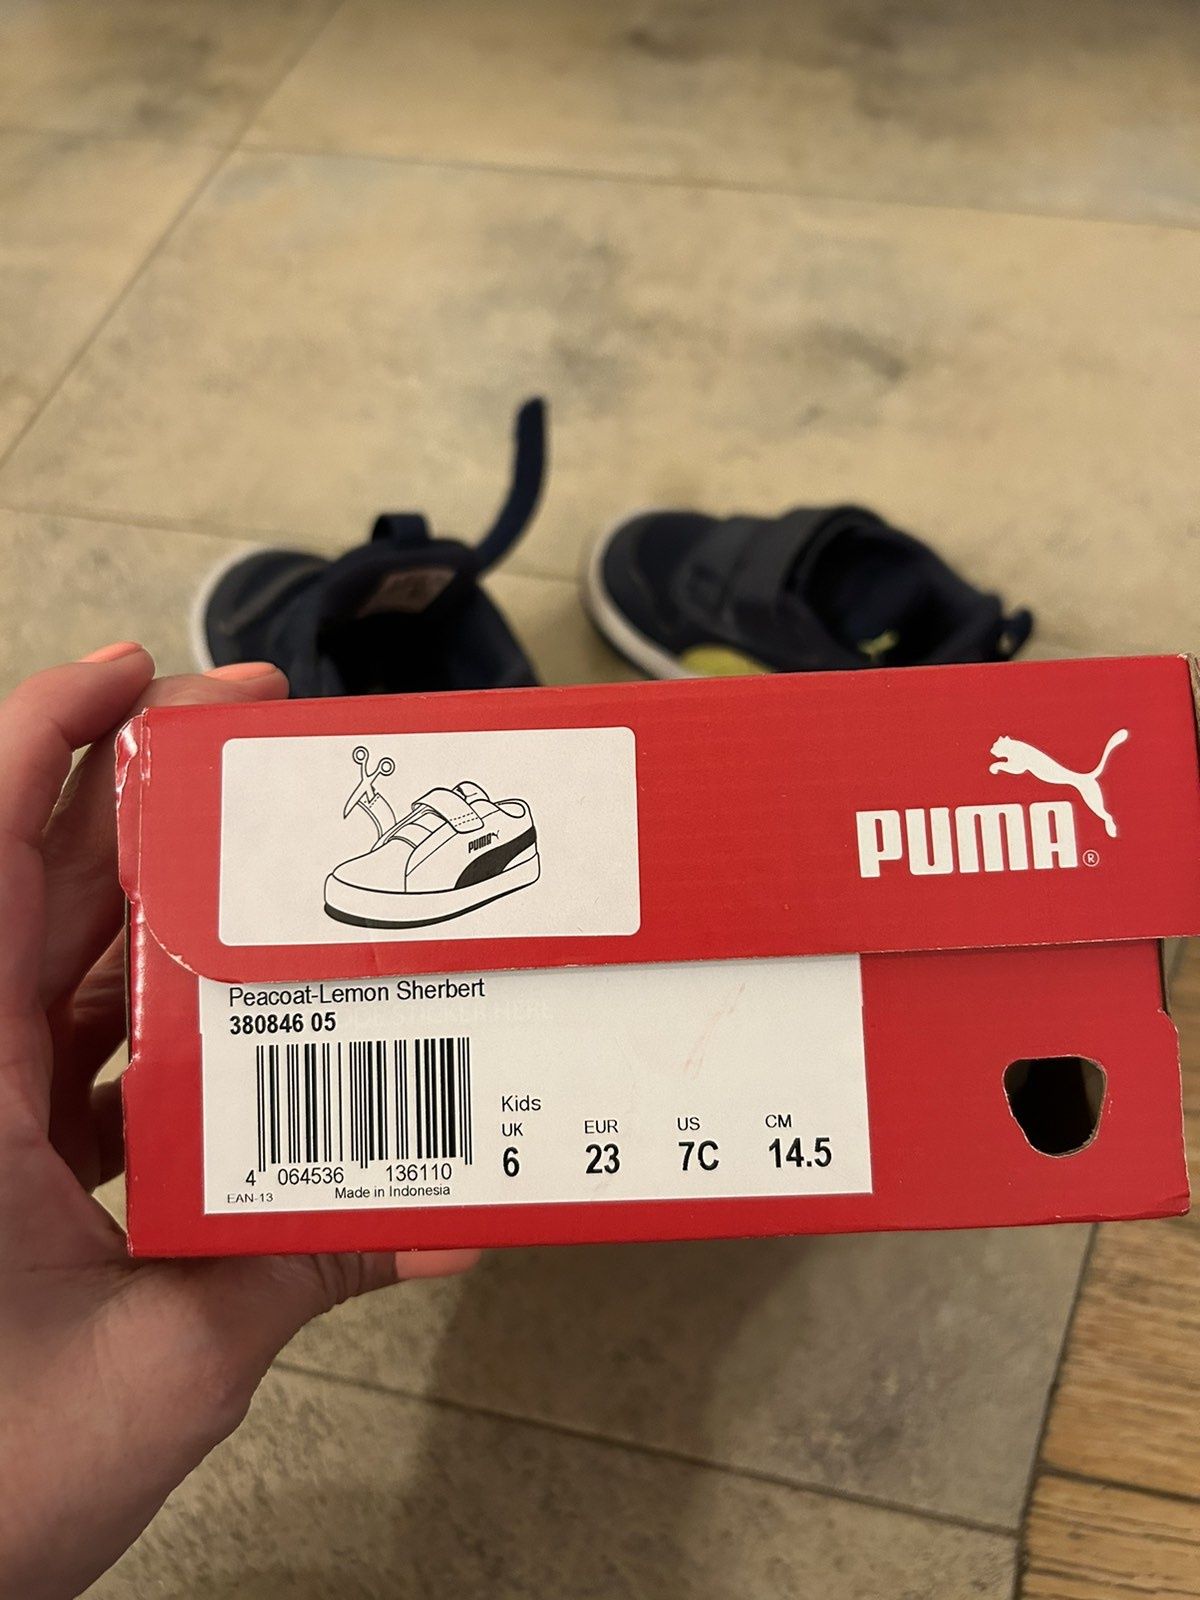 PUMA
PUMA®
Peacoat-Lemon Sherbert
380846 05
Kids
UK EUR US CM
6 23 7C 14.5
4 064536 136110
EAN-13 Made in Indonesia